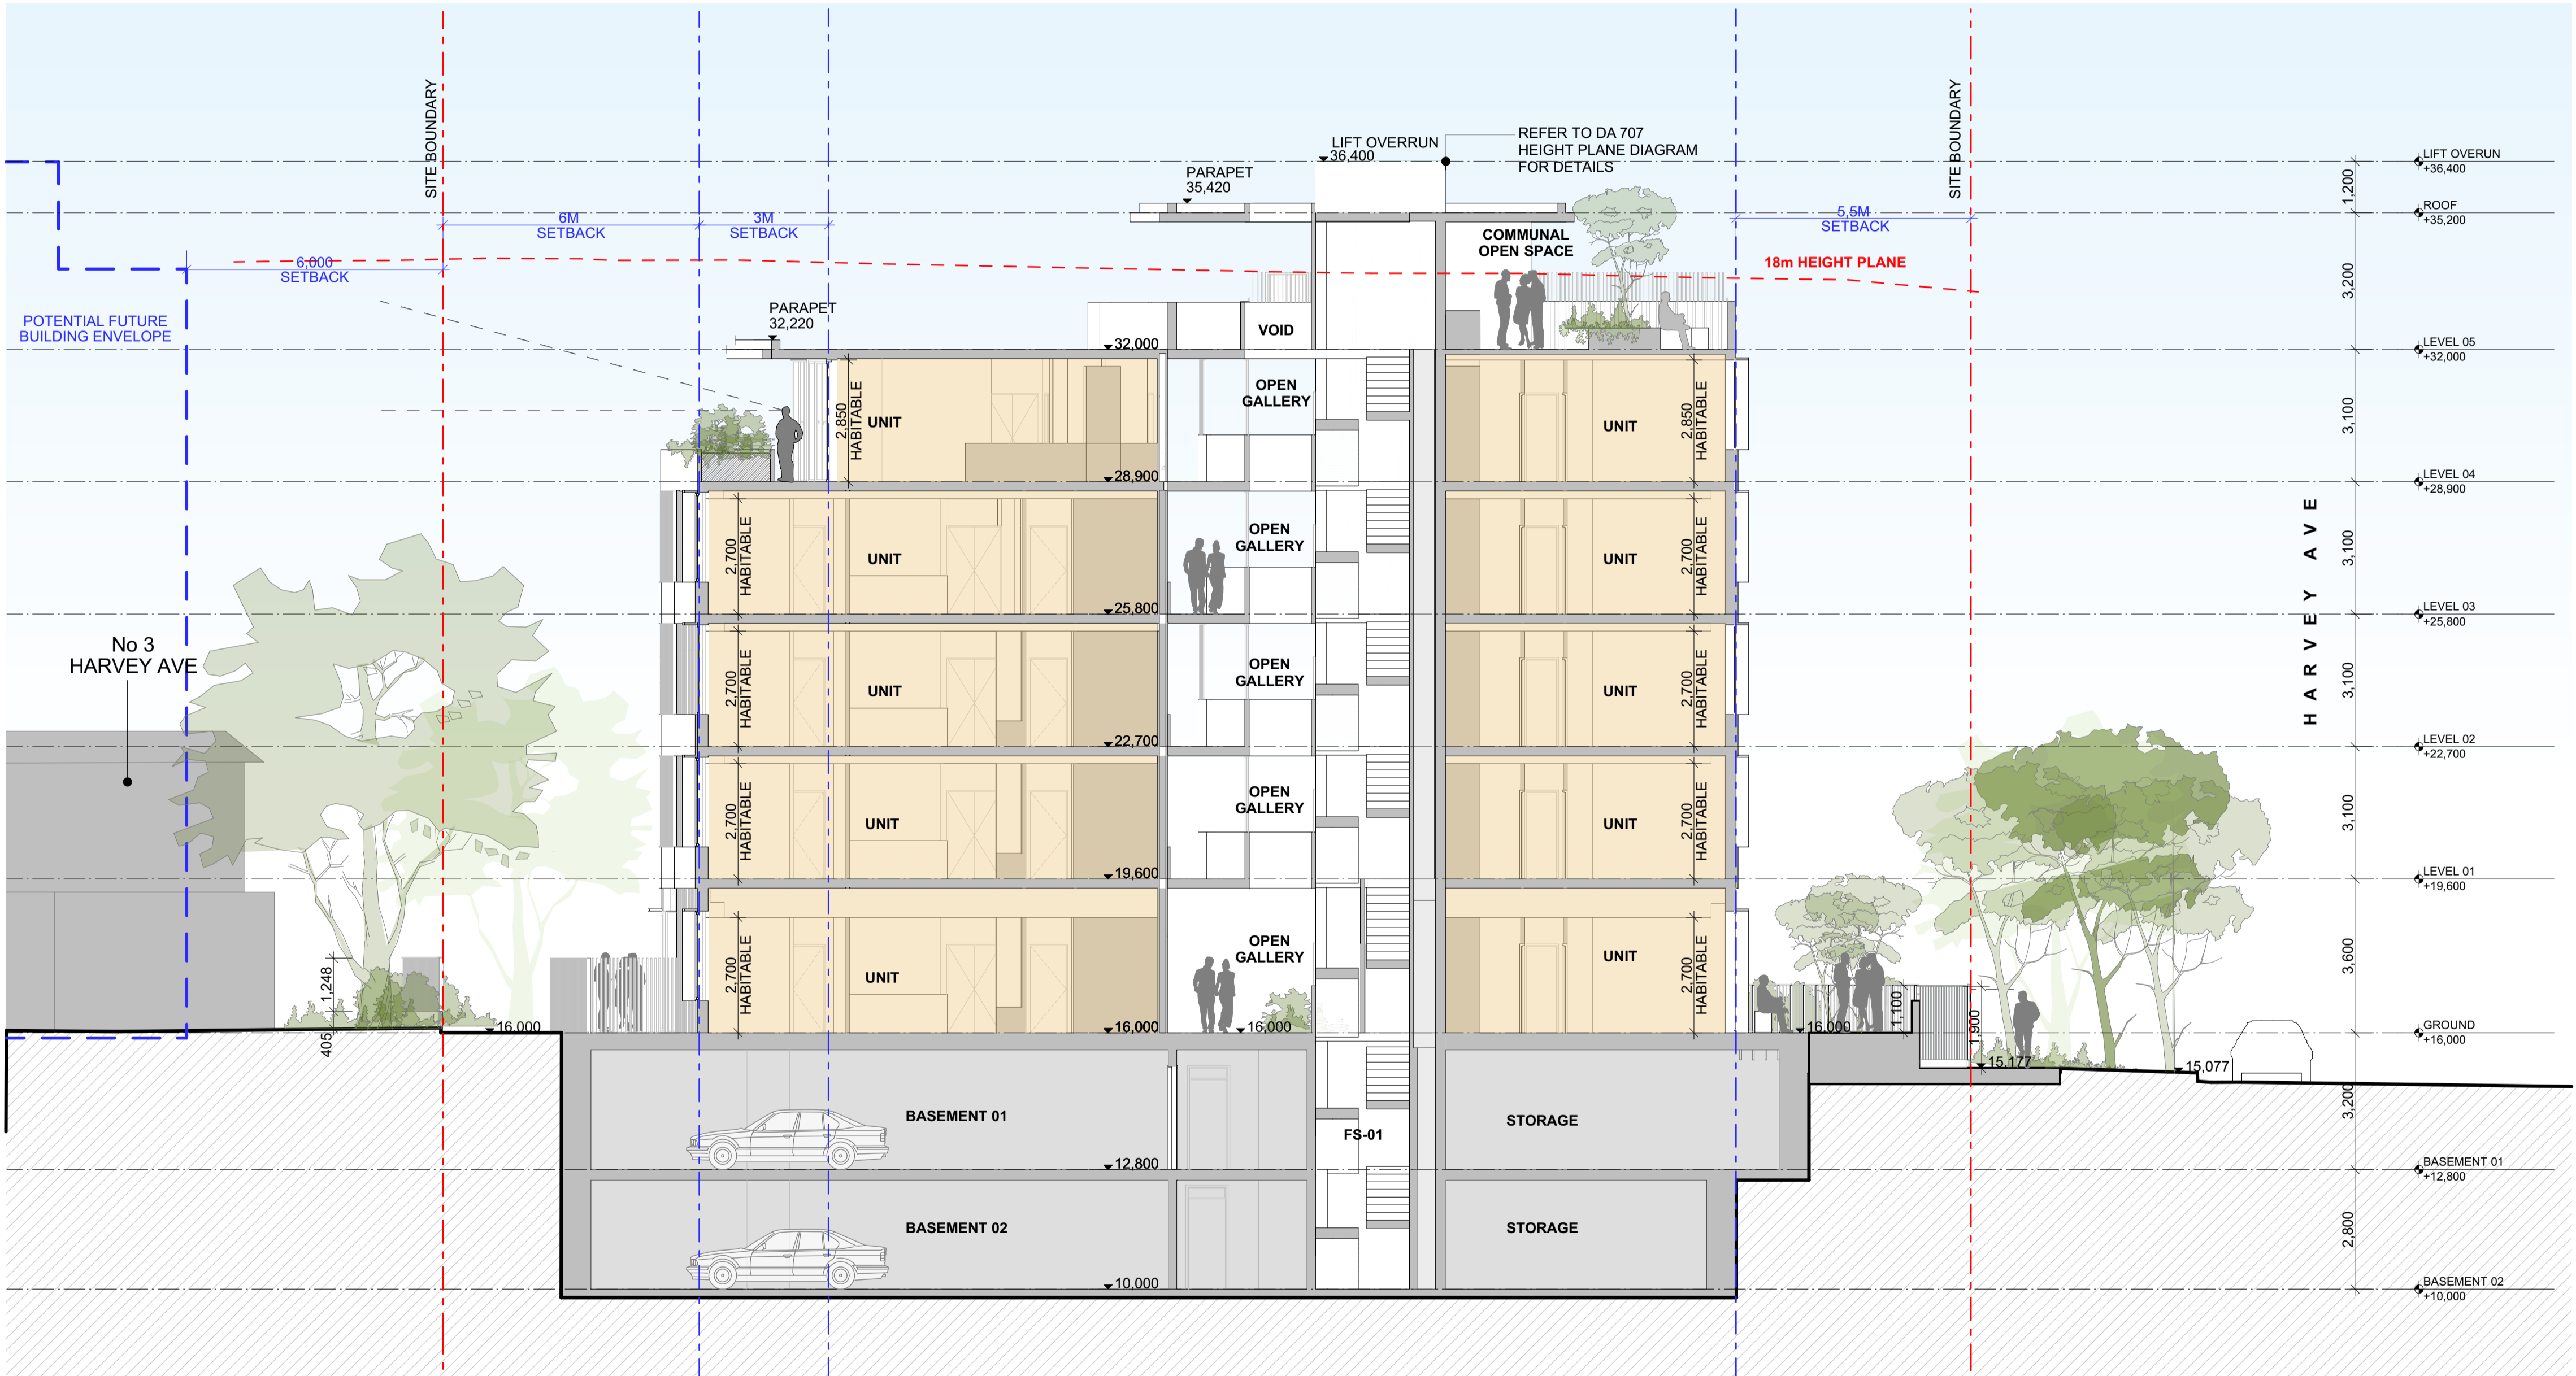 SITE BOUNDARY
SITE BOUNDARY
LIFT OVERRUN
36,400
REFER TO DA 707
HEIGHT PLANE DIAGRAM
FOR DETAILS
PARAPET
35,420
6M
SETBACK
3M
SETBACK
5,5M
SETBACK
6,000
SETBACK
COMMUNAL
OPEN SPACE
18m HEIGHT PLANE
POTENTIAL FUTURE
BUILDING ENVELOPE
PARAPET
32,220
VOID
32,000
2,850
HABITABLE
UNIT
OPEN
GALLERY
UNIT
2,850
HABITABLE
28,900
2,700
HABITABLE
UNIT
OPEN
GALLERY
UNIT
2,700
HABITABLE
25,800
No 3
HARVEY AVE
2,700
HABITABLE
UNIT
OPEN
GALLERY
UNIT
2,700
HABITABLE
22,700
2,700
HABITABLE
UNIT
OPEN
GALLERY
UNIT
2,700
HABITABLE
19,600
2,700
HABITABLE
UNIT
OPEN
GALLERY
UNIT
2,700
HABITABLE
1,248
405
16,000
16,000
16,000
16,000
1,100
1,900
15,177
15,077
BASEMENT 01
FS-01
STORAGE
12,800
BASEMENT 02
STORAGE
10,000
HARVEY AVE
1,200
3,200
3,100
3,100
3,100
3,100
3,600
3,200
2,800
LIFT OVERUN
+36,400
ROOF
+35,200
LEVEL 05
+32,000
LEVEL 04
+28,900
LEVEL 03
+25,800
LEVEL 02
+22,700
LEVEL 01
+19,600
GROUND
+16,000
BASEMENT 01
+12,800
BASEMENT 02
+10,000